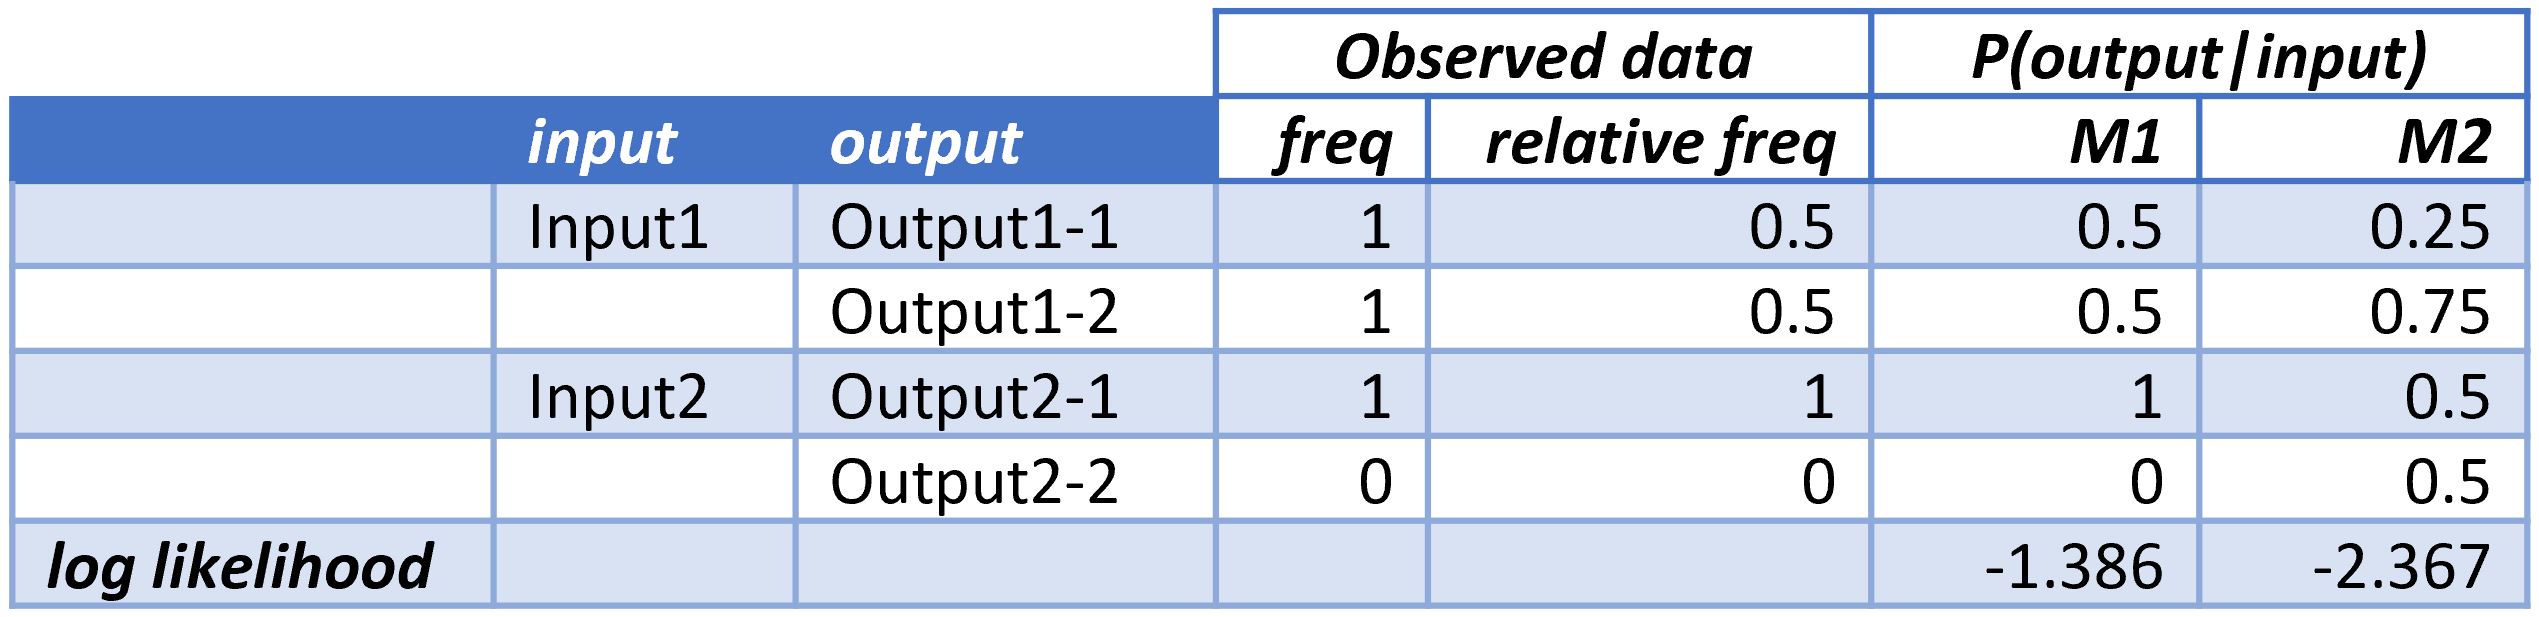 Observed data P(output|input)
input output freq relative freq M1 M2
Input1 Output1-1 1 0.5 0.5 0.25
Output1-2 1 0.5 0.5 0.75
Input2 Output2-1 1 1 1 0.5
Output2-2 0 0 0 0.5
log likelihood -1.386 -2.367